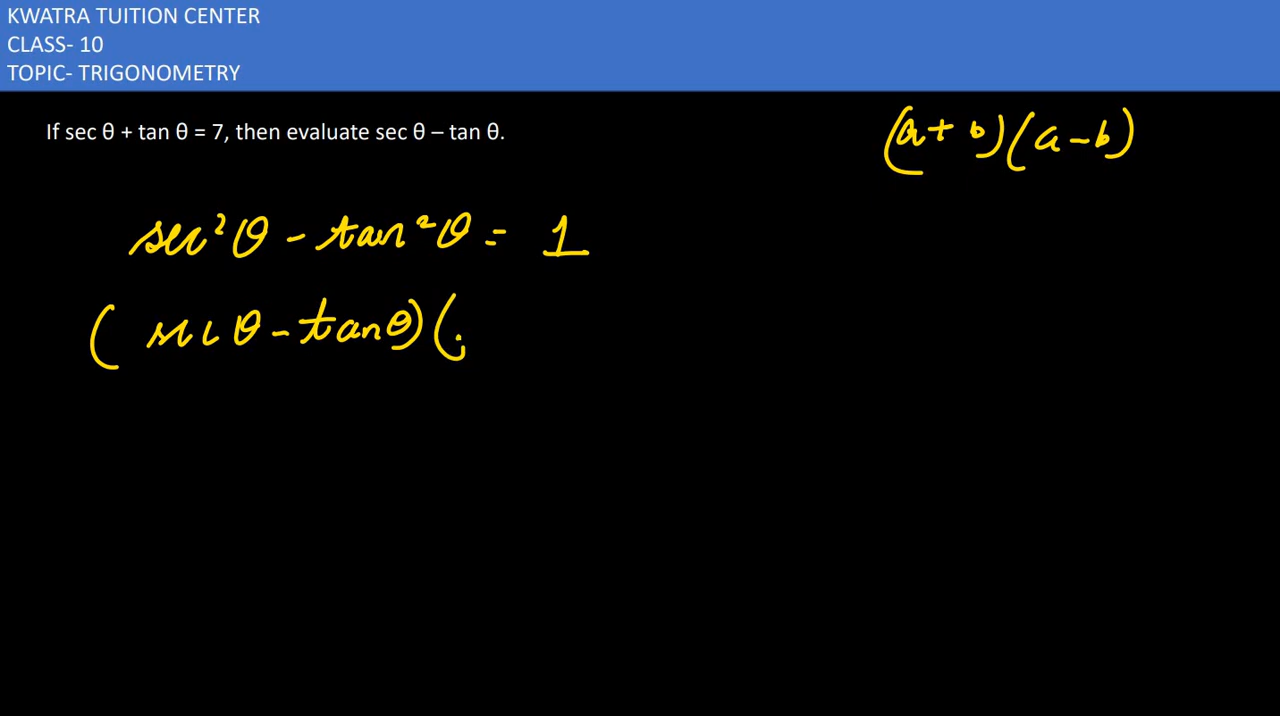 KWATRA TUITION CENTER
CLASS- 10
TOPIC- TRIGONOMETRY
If sec θ + tan θ = 7, then evaluate sec θ – tan θ.
(a+b)(a-b)
sec²θ - tan²θ = 1
( sec θ - tanθ) (